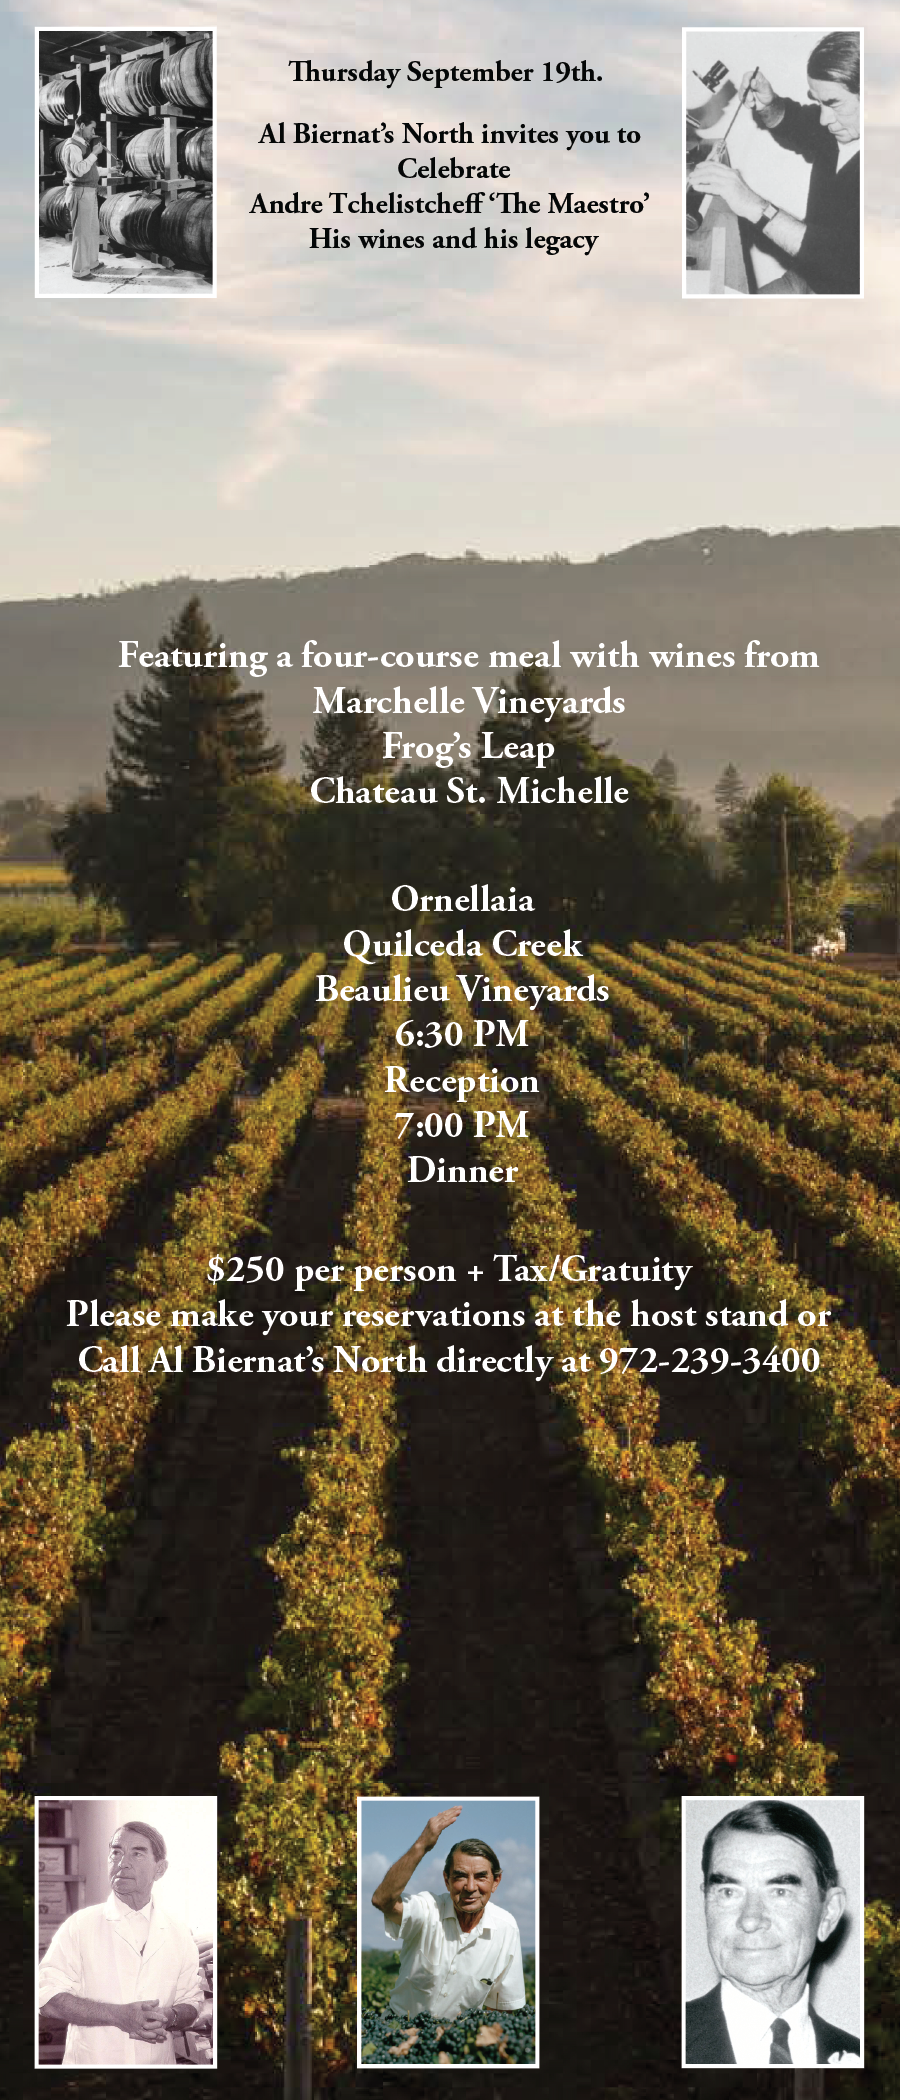 Thursday September 19th.
Al Biernat’s North invites you to
Celebrate
Andre Tchelistcheff ‘The Maestro’
His wines and his legacy
Featuring a four-course meal with wines from
Marchelle Vineyards
Frog’s Leap
Chateau St. Michelle
Ornellaia
Quilceda Creek
Beaulieu Vineyards
6:30 PM
Reception
7:00 PM
Dinner
$250 per person + Tax/Gratuity
Please make your reservations at the host stand or
Call Al Biernat’s North directly at 972-239-3400